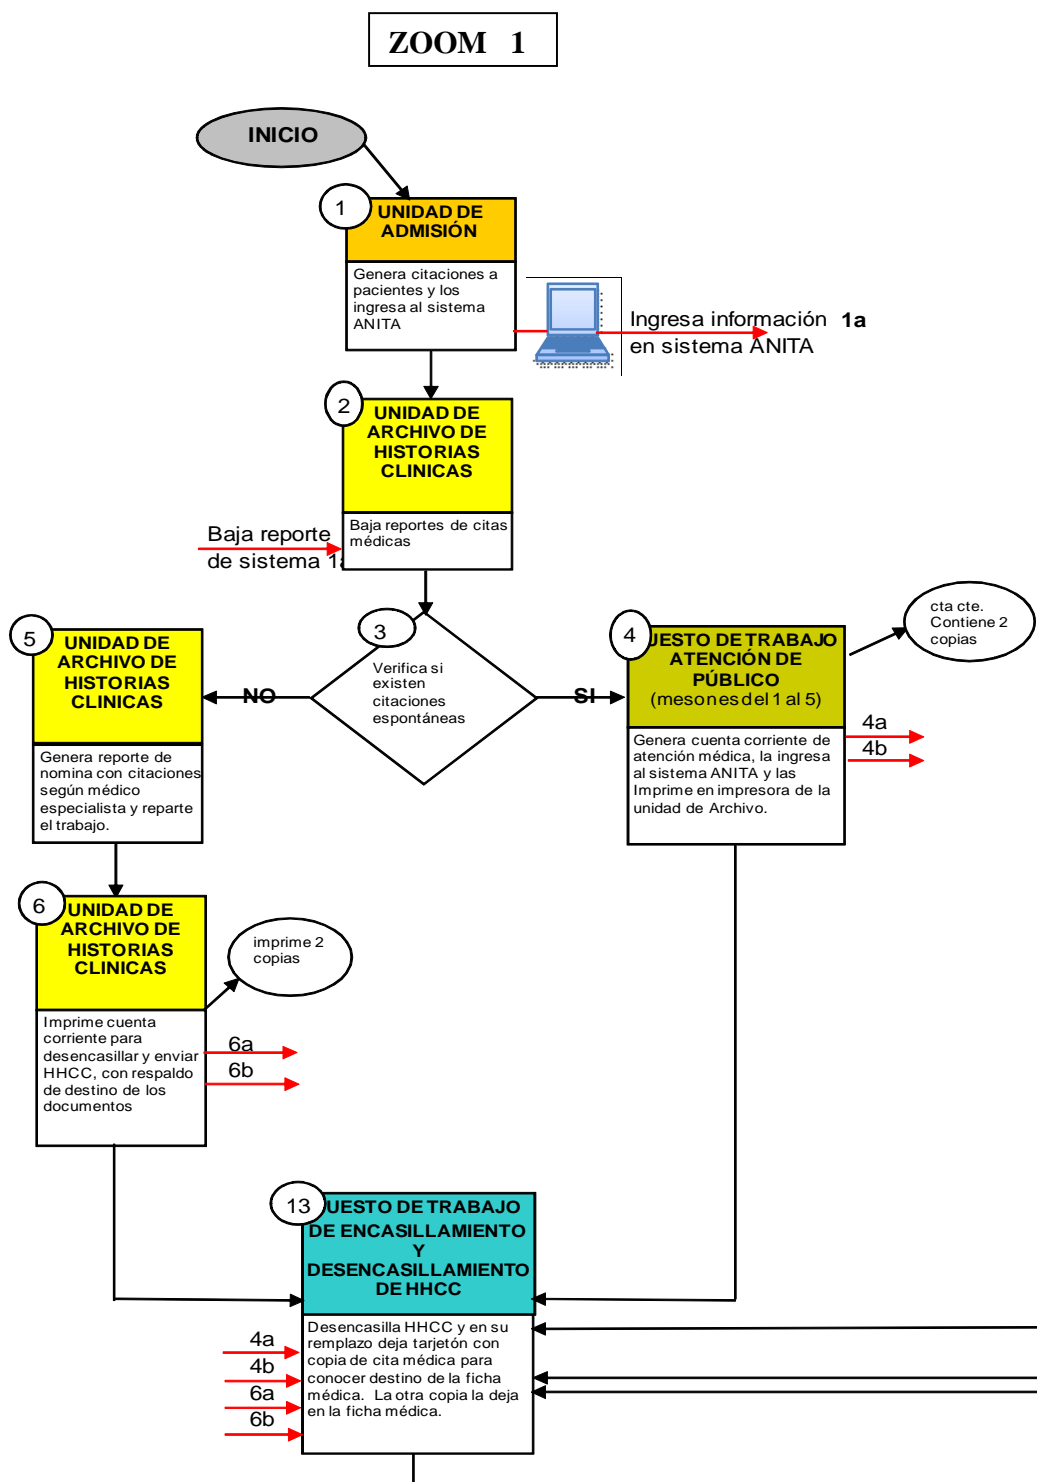 ZOOM 1
INICIO
1
UNIDAD DE
ADMISIÓN
Genera citaciones a
pacientes y los
ingresa al sistema
ANITA
Ingresa información 1a
en sistema ANITA
2
UNIDAD DE
ARCHIVO DE
HISTORIAS
CLINICAS
Baja reportes de citas
médicas
Baja reporte
de sistema 1a
3
Verifica si
existen
citaciones
espontáneas
NO
SI
4
UESTO DE TRABAJO
ATENCIÓN DE
PÚBLICO
(mesones del 1 al 5)
Genera cuenta corriente de
atención médica, la ingresa
al sistema ANITA y las
Imprime en impresora de la
unidad de Archivo.
cta cte.
Contiene 2
copias
4a
4b
5
UNIDAD DE
ARCHIVO DE
HISTORIAS
CLINICAS
Genera reporte de
nomina con citaciones
según médico
especialista y reparte
el trabajo.
6
UNIDAD DE
ARCHIVO DE
HISTORIAS
CLINICAS
Imprime cuenta
corriente para
desencasillar y enviar
HHCC, con respaldo
de destino de los
documentos
imprime 2
copias
6a
6b
13
UESTO DE TRABAJO
DE ENCASILLAMIENTO
Y
DESENCASILLAMIENTO
DE HHCC
Desencasilla HHCC y en su
remplazo deja tarjetón con
copia de cita médica para
conocer destino de la ficha
médica. La otra copia la deja
en la ficha médica.
4a
4b
6a
6b